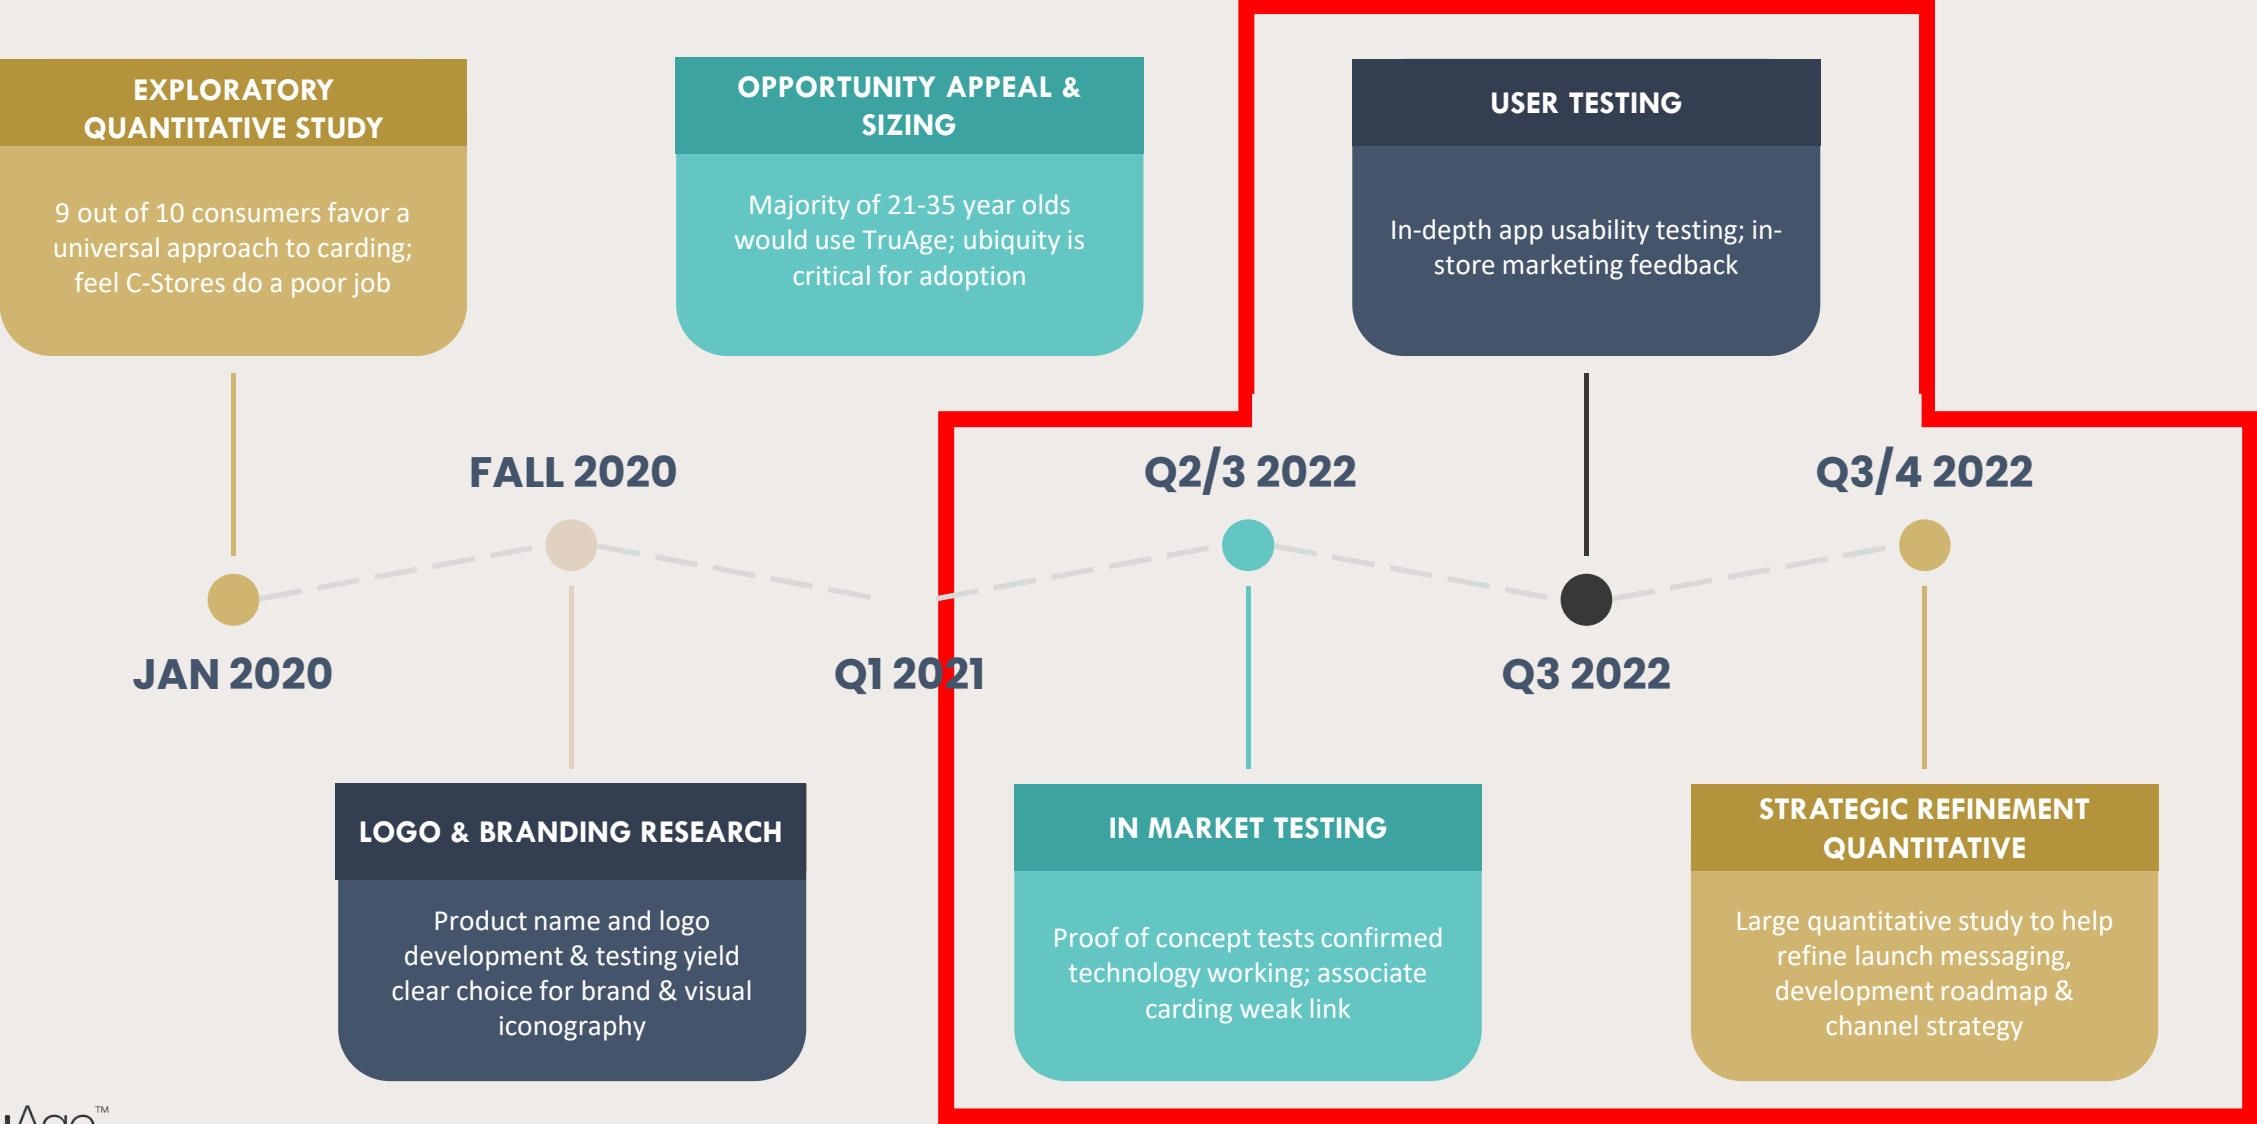 EXPLORATORY
QUANTITATIVE STUDY
9 out of 10 consumers favor a
universal approach to carding;
feel C-Stores do a poor job
OPPORTUNITY APPEAL &
SIZING
Majority of 21-35 year olds
would use TruAge; ubiquity is
critical for adoption
USER TESTING
In-depth app usability testing; in-
store marketing feedback
FALL 2020
Q2/3 2022
Q3/4 2022
JAN 2020
Q1 2021
Q3 2022
LOGO & BRANDING RESEARCH
Product name and logo
development & testing yield
clear choice for brand & visual
iconography
IN MARKET TESTING
Proof of concept tests confirmed
technology working; associate
carding weak link
STRATEGIC REFINEMENT
QUANTITATIVE
Large quantitative study to help
refine launch messaging,
development roadmap &
channel strategy